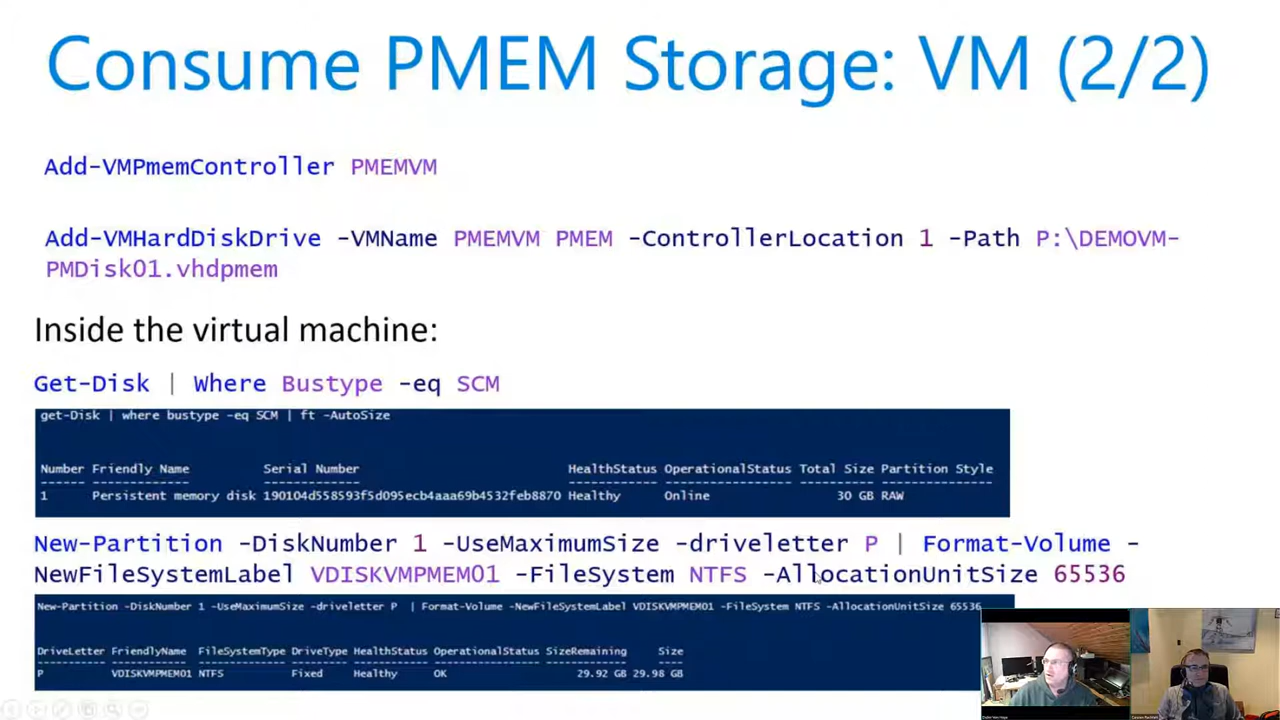 Consume PMEM Storage: VM (2/2)
Add-VMPmemController PMEMVM
Add-VMHardDiskDrive -VMName PMEMVM PMEM -ControllerLocation 1 -Path P:\DEMOVM-
PMDisk01.vhdpmem
Inside the virtual machine:
Get-Disk | Where Bustype -eq SCM
get-Disk | where bustype -eq SCM | ft -AutoSize
Number Friendly Name Serial Number HealthStatus OperationalStatus Total Size Partition Style
------ ------------- ------------- ------------ ----------------- ---------- ---------------
1 Persistent memory disk 190104d558593f5d095ecb4aaa69b4532feb8870 Healthy Online 30 GB RAW
New-Partition -DiskNumber 1 -UseMaximumSize -driveletter P | Format-Volume -
NewFileSystemLabel VDISKVMPMEM01 -FileSystem NTFS -AllocationUnitSize 65536
New-Partition -DiskNumber 1 -UseMaximumSize -driveletter P | Format-Volume -NewFileSystemLabel VDISKVMPMEM01 -FileSystem NTFS -AllocationUnitSize 65536
DriveLetter FriendlyName FileSystemType DriveType HealthStatus OperationalStatus SizeRemaining Size
----------- ------------ -------------- --------- ------------ ----------------- ------------- ----
P VDISKVMPMEM01 NTFS Fixed Healthy OK 29.92 GB 29.98 GB